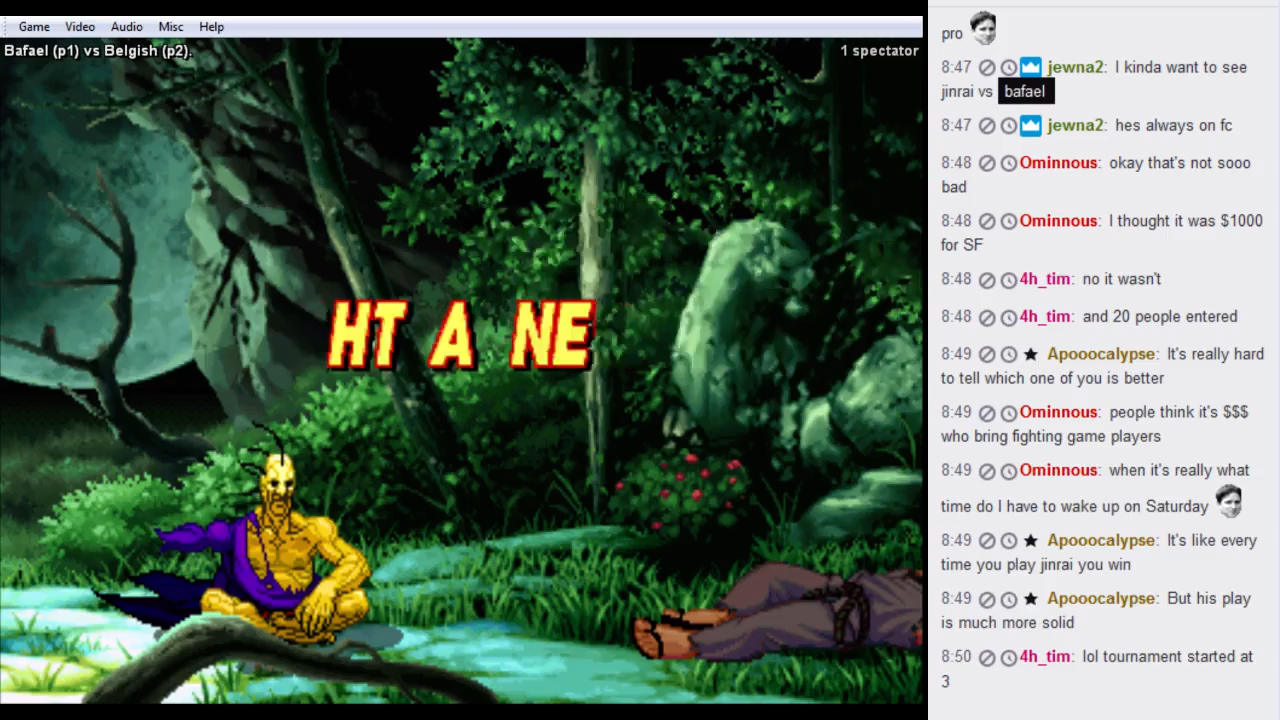 Game Video Audio Misc Help
Bafael (p1) vs Belgish (p2).
1 spectator
HT A NE
pro
8:47 jewna2: I kinda want to see
jinrai vs bafael
8:47 jewna2: hes always on fc
8:48 Ominnous: okay that's not sooo
bad
8:48 Ominnous: I thought it was $1000
for SF
8:48 4h_tim: no it wasn't
8:48 4h_tim: and 20 people entered
8:49 Apooocalypse: It's really hard
to tell which one of you is better
8:49 Ominnous: people think it's $$$
who bring fighting game players
8:49 Ominnous: when it's really what
time do I have to wake up on Saturday
8:49 Apooocalypse: It's like every
time you play jinrai you win
8:49 Apooocalypse: But his play
is much more solid
8:50 4h_tim: lol tournament started at
3